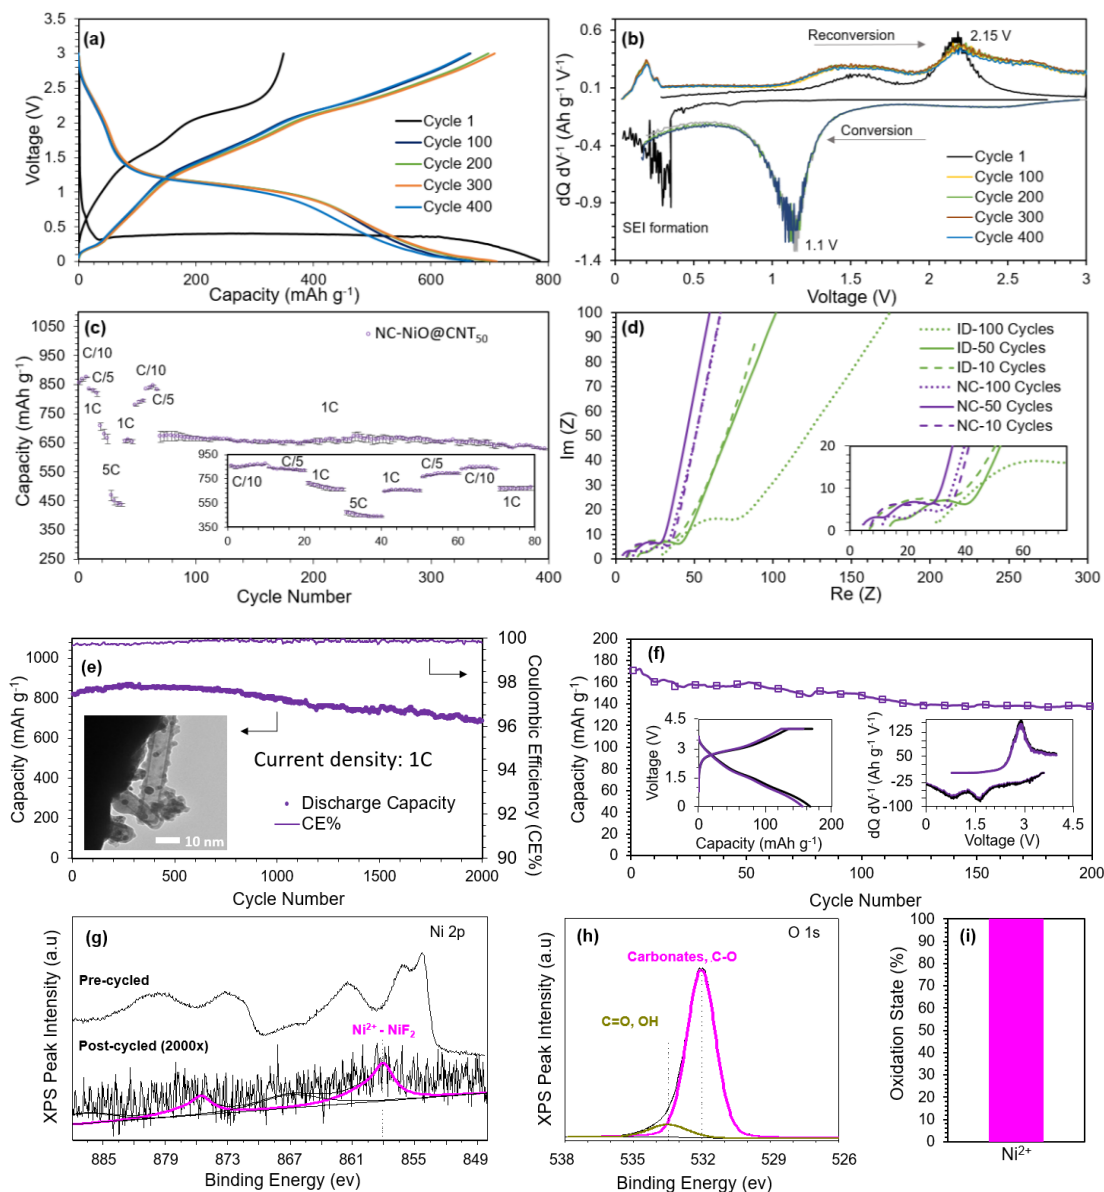 (a)
3.5
3
2.5
2
1.5
1
0.5
0
Voltage (V)
Cycle 1
Cycle 100
Cycle 200
Cycle 300
Cycle 400
0 200 400 600 800
Capacity (mAh g⁻¹)
(b)
0.6
0.1
-0.4
-0.9
-1.4
dQ dV⁻¹ (Ah g⁻¹ V⁻¹)
Reconversion
2.15 V
Conversion
SEI formation
1.1 V
Cycle 1
Cycle 100
Cycle 200
Cycle 300
Cycle 400
0 0.5 1 1.5 2 2.5 3
Voltage (V)
(c)
1050
950
850
750
650
550
450
350
250
Capacity (mAh g⁻¹)
NC-NiO@CNT₅₀
C/10
C/5
1C
5C
1C
C/10
C/5
1C
950
750
550
350
C/10
C/5
1C
5C
1C
C/5
C/10
1C
0 20 40 60 80
0 100 200 300 400
Cycle Number
(d)
100
90
80
70
60
50
40
30
20
10
0
Im (Z)
ID-100 Cycles
ID-50 Cycles
ID-10 Cycles
NC-100 Cycles
NC-50 Cycles
NC-10 Cycles
20
10
0
0 20 40 60
0 50 100 150 200 250 300
Re (Z)
(e)
1000
800
600
400
200
0
Capacity (mAh g⁻¹)
100
98
96
94
92
90
Coulombic Efficiency (CE%)
Current density: 1C
Discharge Capacity
CE%
10 nm
0 500 1000 1500 2000
Cycle Number
(f)
200
180
160
140
120
100
80
60
40
20
0
Capacity (mAh g⁻¹)
4.5
3
1.5
0
Voltage (V)
0 100 200
Capacity (mAh g⁻¹)
125
50
-25
-100
dQ dV⁻¹ (Ah g⁻¹ V⁻¹)
0 1.5 3 4.5
Voltage (V)
0 50 100 150 200
Cycle Number
(g)
Ni 2p
XPS Peak Intensity (a.u)
Pre-cycled
Ni²⁺ - NiF₂
Post-cycled (2000x)
885 879 873 867 861 855 849
Binding Energy (ev)
(h)
O 1s
XPS Peak Intensity (a.u)
Carbonates, C-O
C=O, OH
538 535 532 529 526
Binding Energy (ev)
(i)
100
90
80
70
60
50
40
30
20
10
0
Oxidation State (%)
Ni²⁺